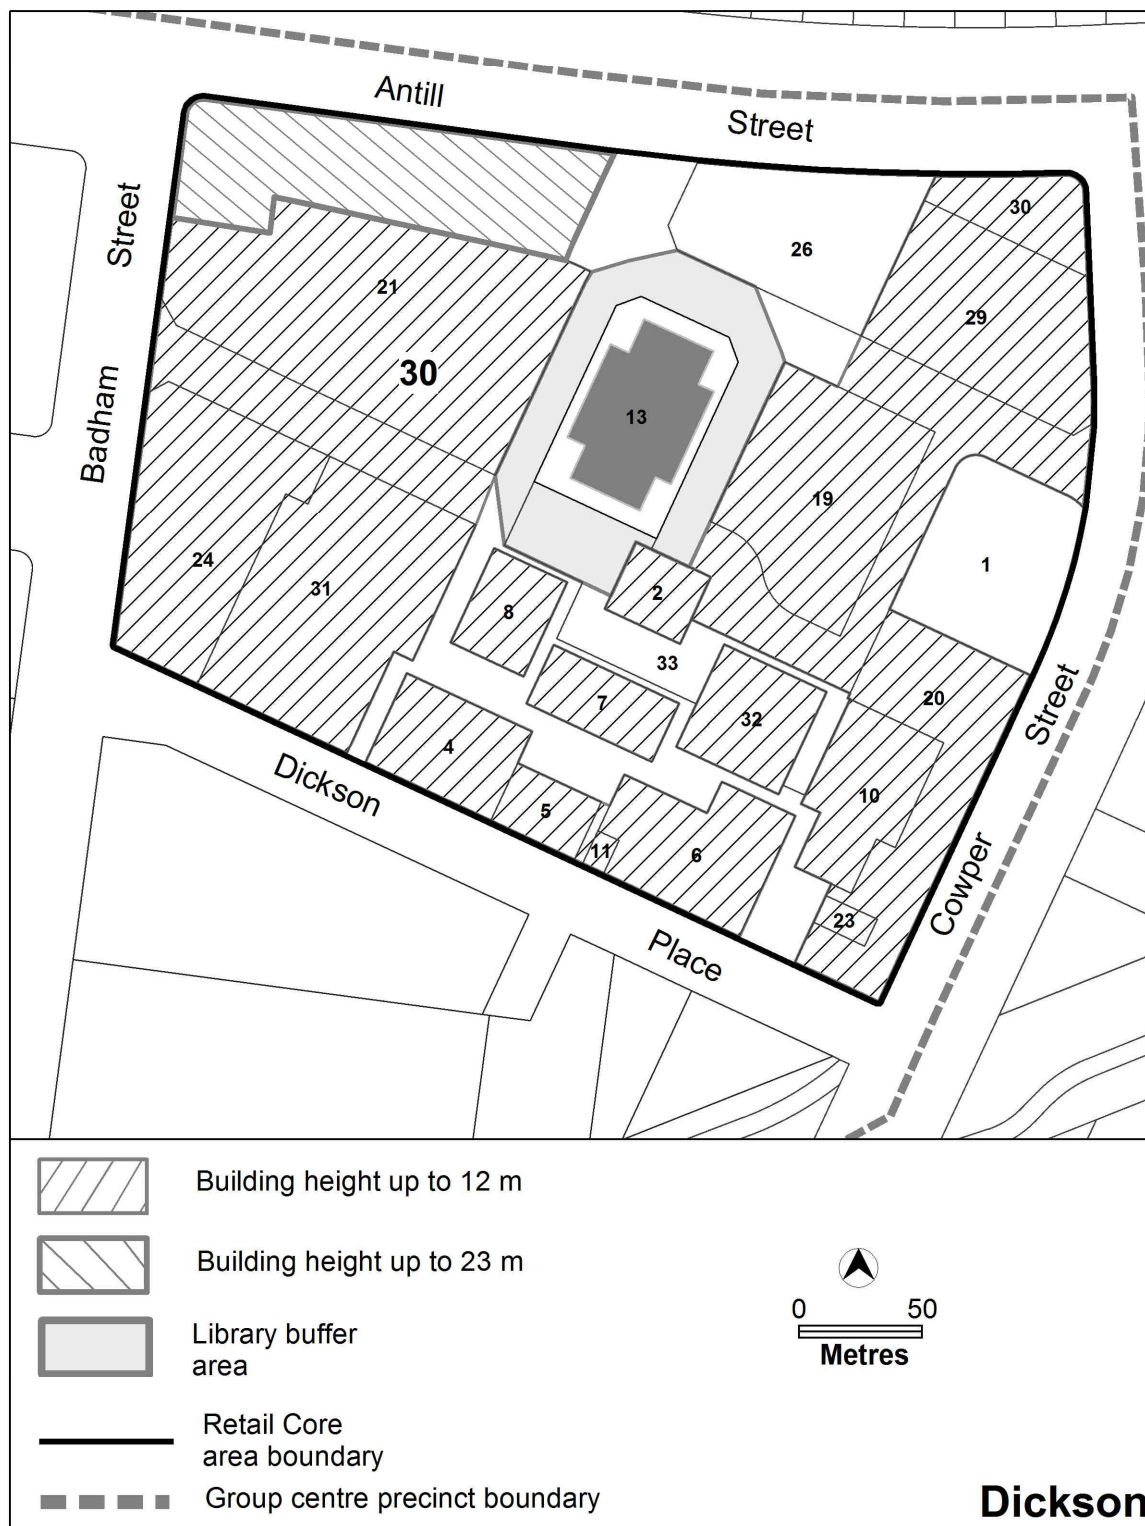 Antill
Street
Street
Badham
30
26
29
21
30
13
19
1
24
31
8
2
33
7
32
20
4
5
11
6
10
23
Dickson
Place
Cowper
Street
Building height up to 12 m
Building height up to 23 m
Library buffer
area
Retail Core
area boundary
Group centre precinct boundary
0 50
Metres
Dickson